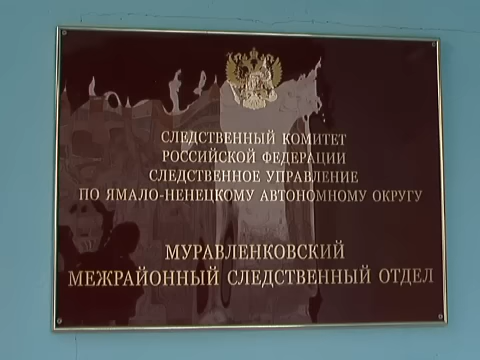 СЛЕДСТВЕННЫЙ КОМИТЕТ
РОССИЙСКОЙ ФЕДЕРАЦИИ
СЛЕДСТВЕННОЕ УПРАВЛЕНИЕ
ПО ЯМАЛО-НЕНЕЦКОМУ АВТОНОМНОМУ ОКРУГУ
МУРАВЛЕНКОВСКИЙ
МЕЖРАЙОННЫЙ СЛЕДСТВЕННЫЙ ОТДЕЛ